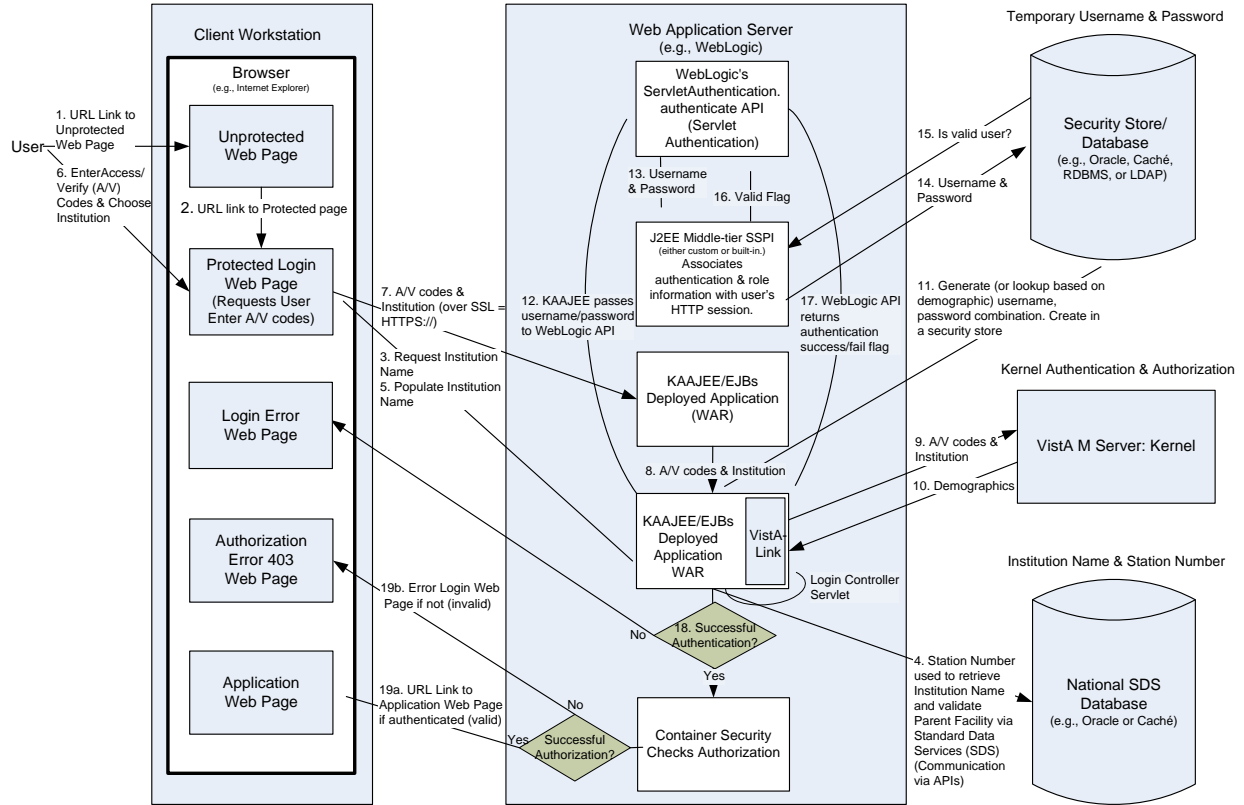 Client Workstation
Browser
(e.g., Internet Explorer)
User
1. URL Link to
Unprotected
Web Page
6. EnterAccess/
Verify (A/V)
Codes & Choose
Institution
Unprotected
Web Page
2. URL link to Protected page
Protected Login
Web Page
(Requests User
Enter A/V codes)
Login Error
Web Page
Authorization
Error 403
Web Page
Application
Web Page
7. A/V codes &
Institution (over SSL =
HTTPS://)
3. Request Institution
Name
5. Populate Institution
Name
19b. Error Login Web
Page if not (invalid)
19a. URL Link to
Application Web Page
if authenticated (valid)
Web Application Server
(e.g., WebLogic)
WebLogic's
ServletAuthentication.
authenticate API
(Servlet
Authentication)
13. Username
& Password
16. Valid Flag
J2EE Middle-tier SSPI
(either custom or built-in.)
Associates
authentication & role
information with user's
HTTP session.
12. KAAJEE passes
username/password
to WebLogic API
17. WebLogic API
returns
authentication
success/fail flag
KAAJEE/EJBs
Deployed Application
(WAR)
8. A/V codes & Institution
KAAJEE/EJBs
Deployed
Application
WAR
VistA-
Link
Login Controller
Servlet
18. Successful
Authentication?
No
Yes
Container Security
Checks Authorization
Successful
Authorization?
No
Yes
Temporary Username & Password
Security Store/
Database
(e.g., Oracle, Caché,
RDBMS, or LDAP)
15. Is valid user?
14. Username &
Password
11. Generate (or lookup based on
demographic) username,
password combination. Create in
a security store
Kernel Authentication & Authorization
VistA M Server: Kernel
9. A/V codes &
Institution
10. Demographics
Institution Name & Station Number
National SDS
Database
(e.g., Oracle or Caché)
4. Station Number
used to retrieve
Institution Name
and validate
Parent Facility via
Standard Data
Services (SDS)
(Communication
via APIs)